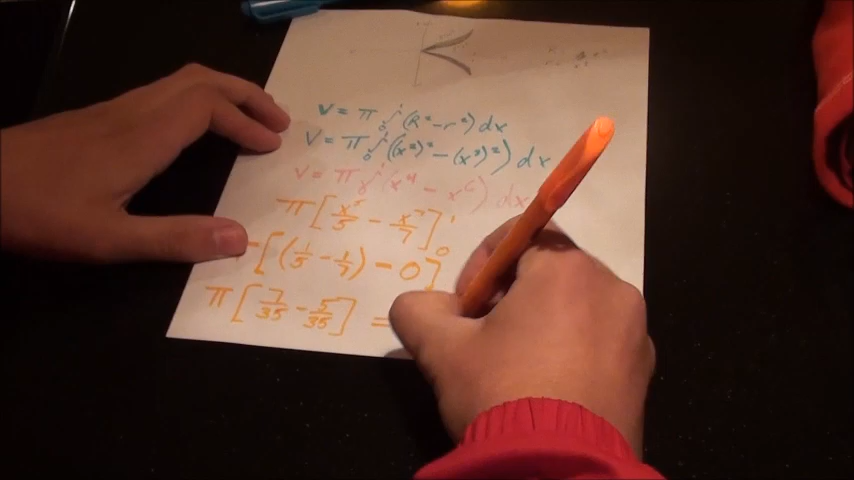 V = π ∫₀¹ (R² - r²) dx
V = π ∫₀¹ ((x²)² - (x³)²) dx
V = π ∫₀¹ (x⁴ - x⁶) dx
π [x⁵/5 - x⁷/7]₀¹
[(1/5 - 1/7) - 0]
π [7/35 - 5/35] =